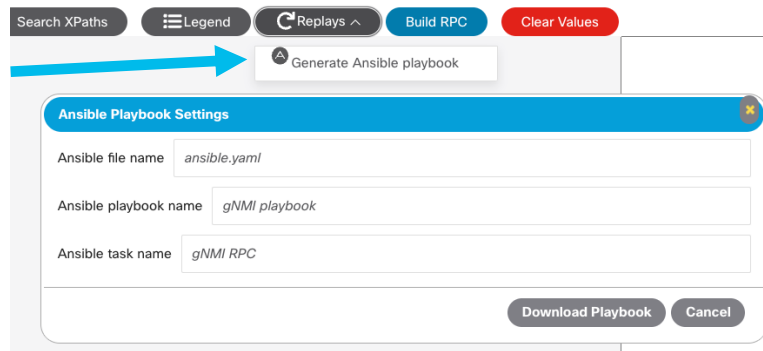 Search XPaths Legend Replays Build RPC Clear Values
Generate Ansible playbook
Ansible Playbook Settings
Ansible file name ansible.yaml
Ansible playbook name gNMI playbook
Ansible task name gNMI RPC
Download Playbook Cancel